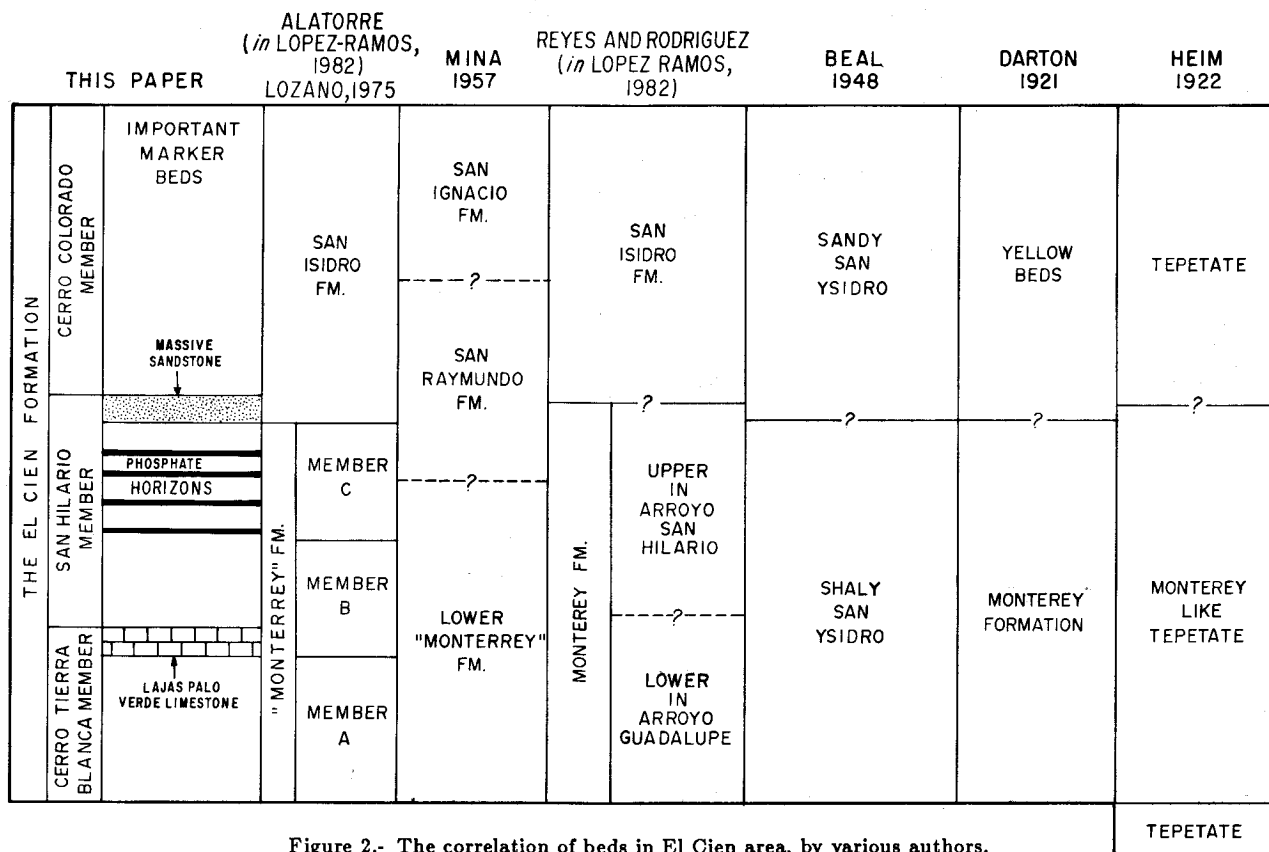 THIS PAPER
ALATORRE
(in LOPEZ-RAMOS,
1982)
LOZANO, 1975
MINA
1957
REYES AND RODRIGUEZ
(in LOPEZ RAMOS,
1982)
BEAL
1948
DARTON
1921
HEIM
1922
THE EL CIEN FORMATION
CERRO COLORADO
MEMBER
SAN HILARIO
MEMBER
CERRO TIERRA
BLANCA MEMBER
IMPORTANT
MARKER
BEDS
MASSIVE
SANDSTONE
PHOSPHATE
HORIZONS
LAJAS PALO
VERDE LIMESTONE
SAN
ISIDRO
FM.
"MONTERREY" FM.
MEMBER
C
MEMBER
B
MEMBER
A
SAN
IGNACIO
FM.
?
SAN
RAYMUNDO
FM.
?
LOWER
"MONTERREY"
FM.
SAN
ISIDRO
FM.
?
MONTEREY FM.
UPPER
IN
ARROYO
SAN
HILARIO
?
LOWER
IN
ARROYO
GUADALUPE
SANDY
SAN
YSIDRO
?
SHALY
SAN
YSIDRO
YELLOW
BEDS
?
MONTEREY
FORMATION
TEPETATE
?
MONTEREY
LIKE
TEPETATE
TEPETATE
Figure 2.- The correlation of beds in El Cien area, by various authors.